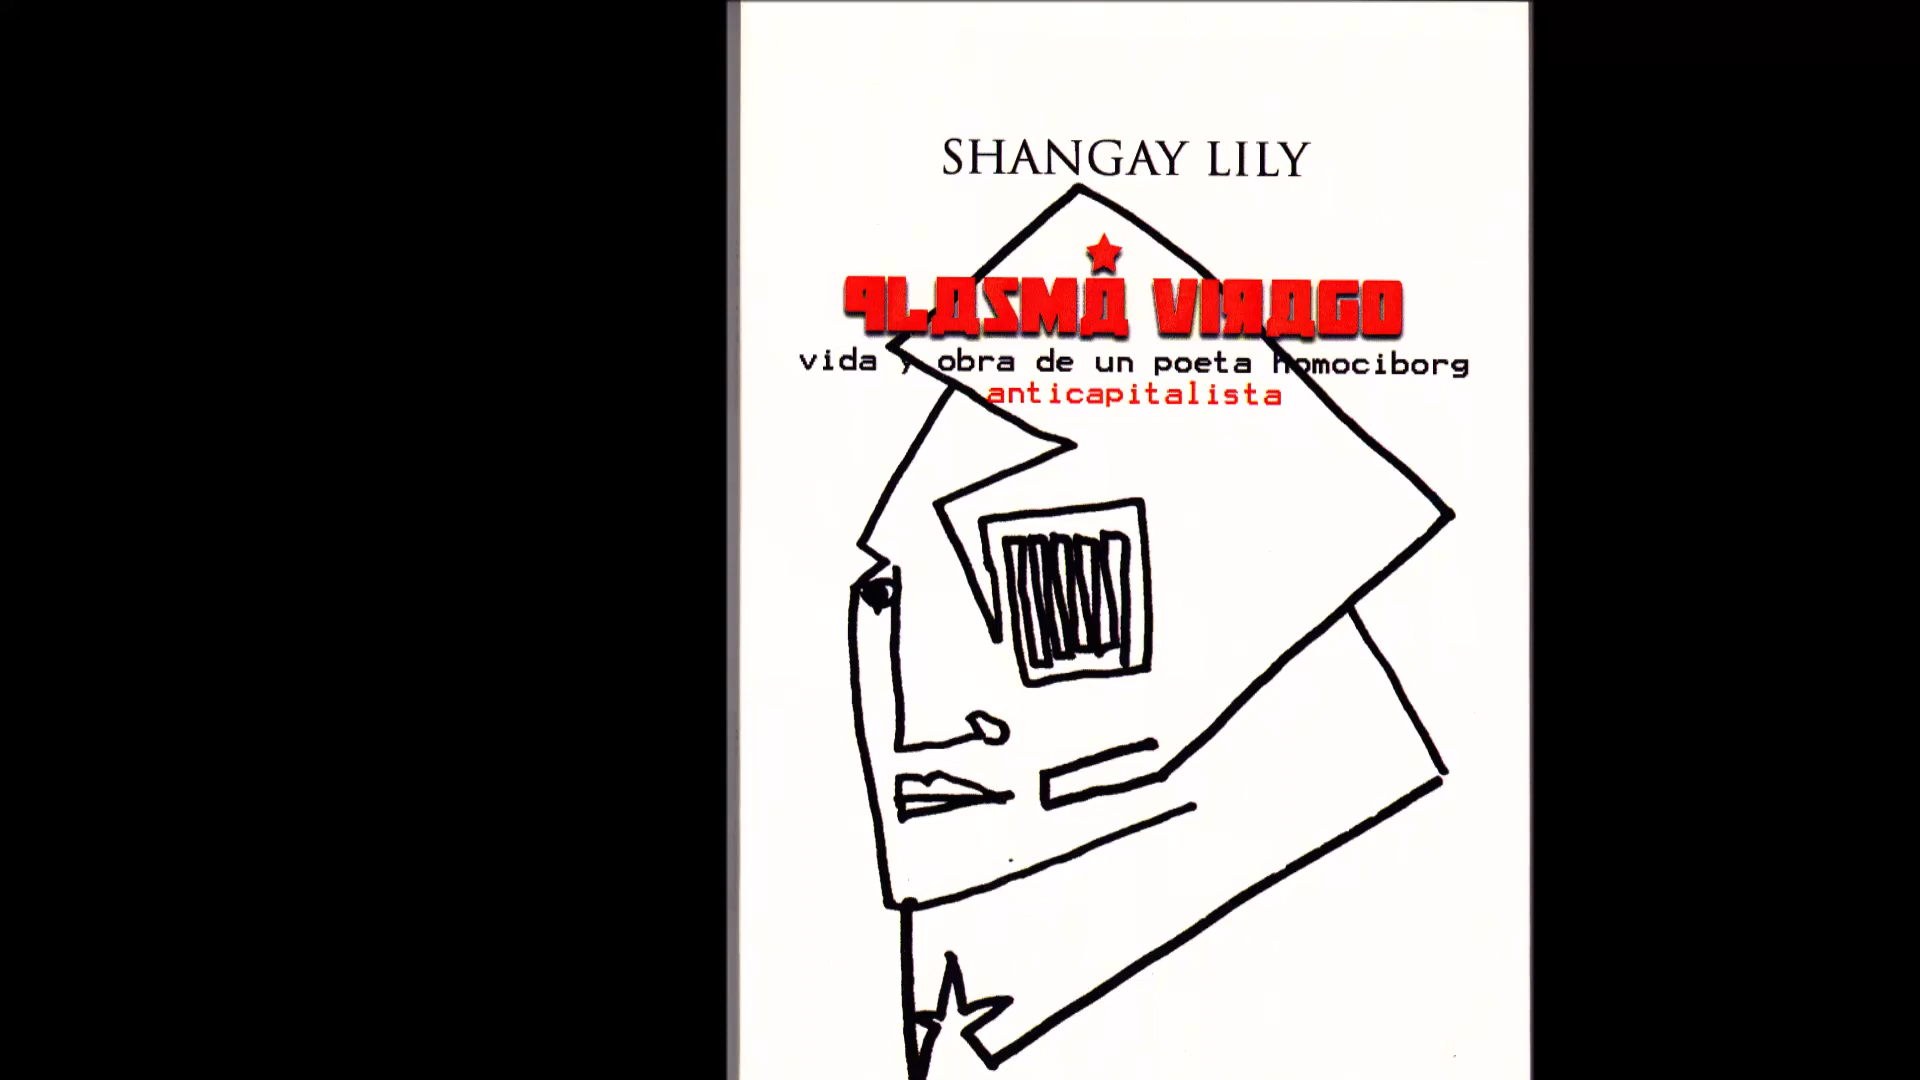 SHANGAY LILY
PLASMA VIRAGO
vida y obra de un poeta homociborg
anticapitalista